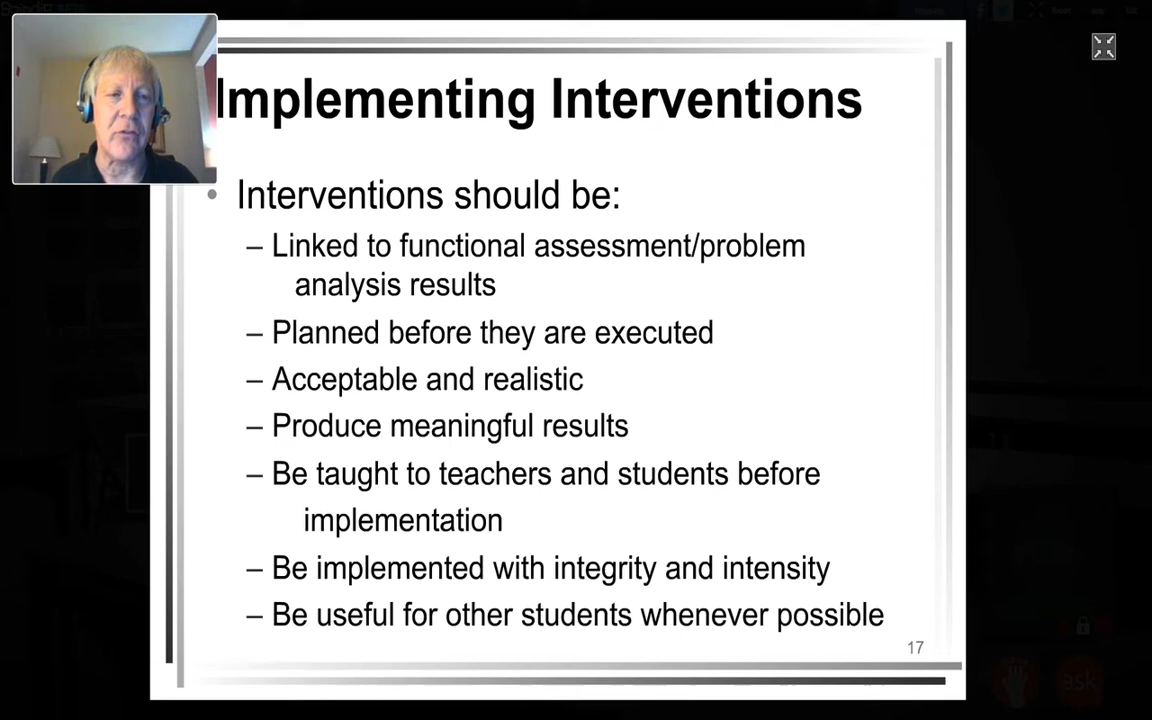 Implementing Interventions
• Interventions should be:
– Linked to functional assessment/problem
analysis results
– Planned before they are executed
– Acceptable and realistic
– Produce meaningful results
– Be taught to teachers and students before
implementation
– Be implemented with integrity and intensity
– Be useful for other students whenever possible
17
ask